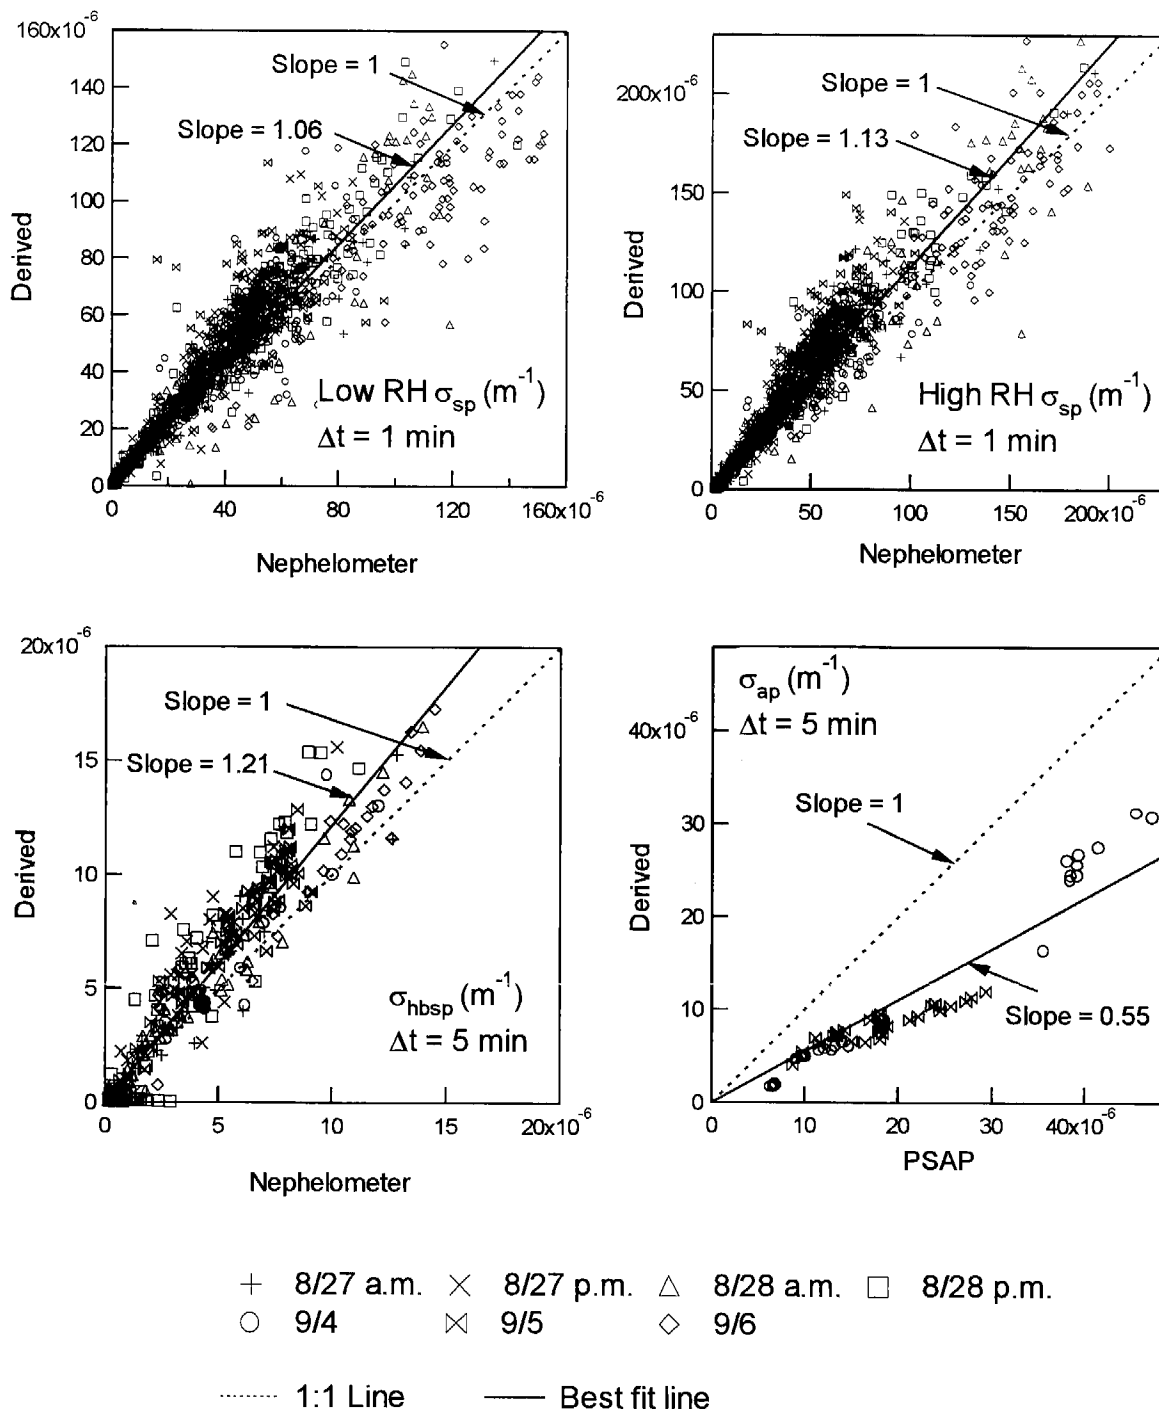 160x10-6
140
120
100
80
60
40
20
0
Derived
Slope = 1
Slope = 1.06
Low RH σsp (m-1)
Δt = 1 min
0
40
80
120
160x10-6
Nephelometer
200x10-6
150
100
50
0
Derived
Slope = 1
Slope = 1.13
High RH σsp (m-1)
Δt = 1 min
0
50
100
150
200x10-6
Nephelometer
20x10-6
15
10
5
0
Derived
Slope = 1
Slope = 1.21
σhbsp (m-1)
Δt = 5 min
0
5
10
15
20x10-6
Nephelometer
σap (m-1)
Δt = 5 min
40x10-6
30
20
10
0
Derived
Slope = 1
Slope = 0.55
0
10
20
30
40x10-6
PSAP
8/27 a.m. 8/27 p.m. 8/28 a.m. 8/28 p.m.
9/4 9/5 9/6
1:1 Line Best fit line